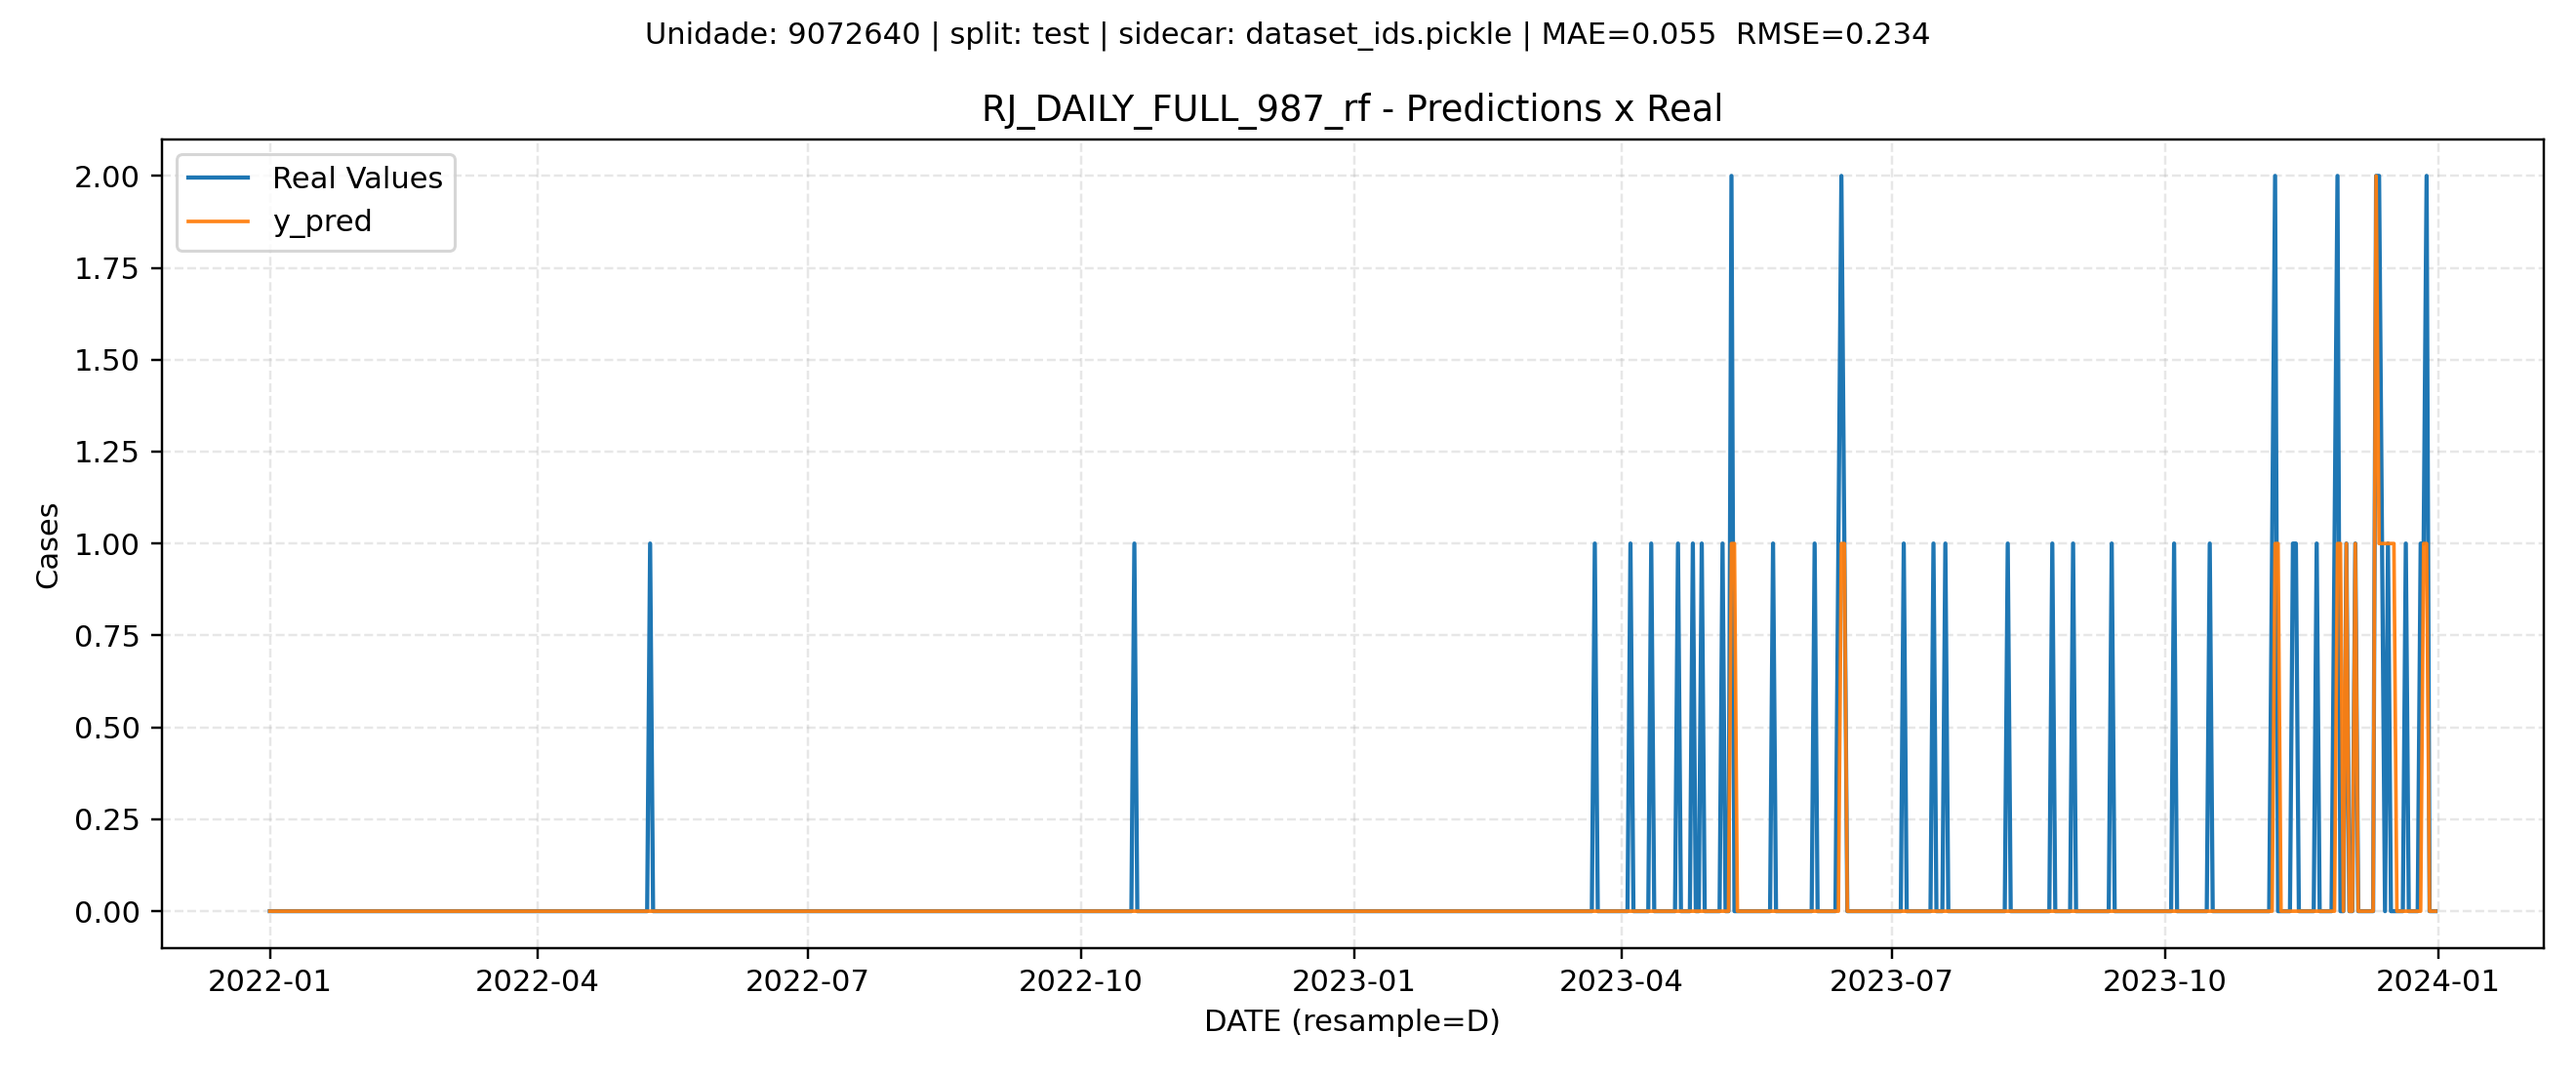 Unidade: 9072640 | split: test | sidecar: dataset_ids.pickle | MAE=0.055  RMSE=0.234
RJ_DAILY_FULL_987_rf - Predictions x Real
Real Values
y_pred
Cases
2.00
1.75
1.50
1.25
1.00
0.75
0.50
0.25
0.00
2022-01 2022-04 2022-07 2022-10 2023-01 2023-04 2023-07 2023-10 2024-01
DATE (resample=D)